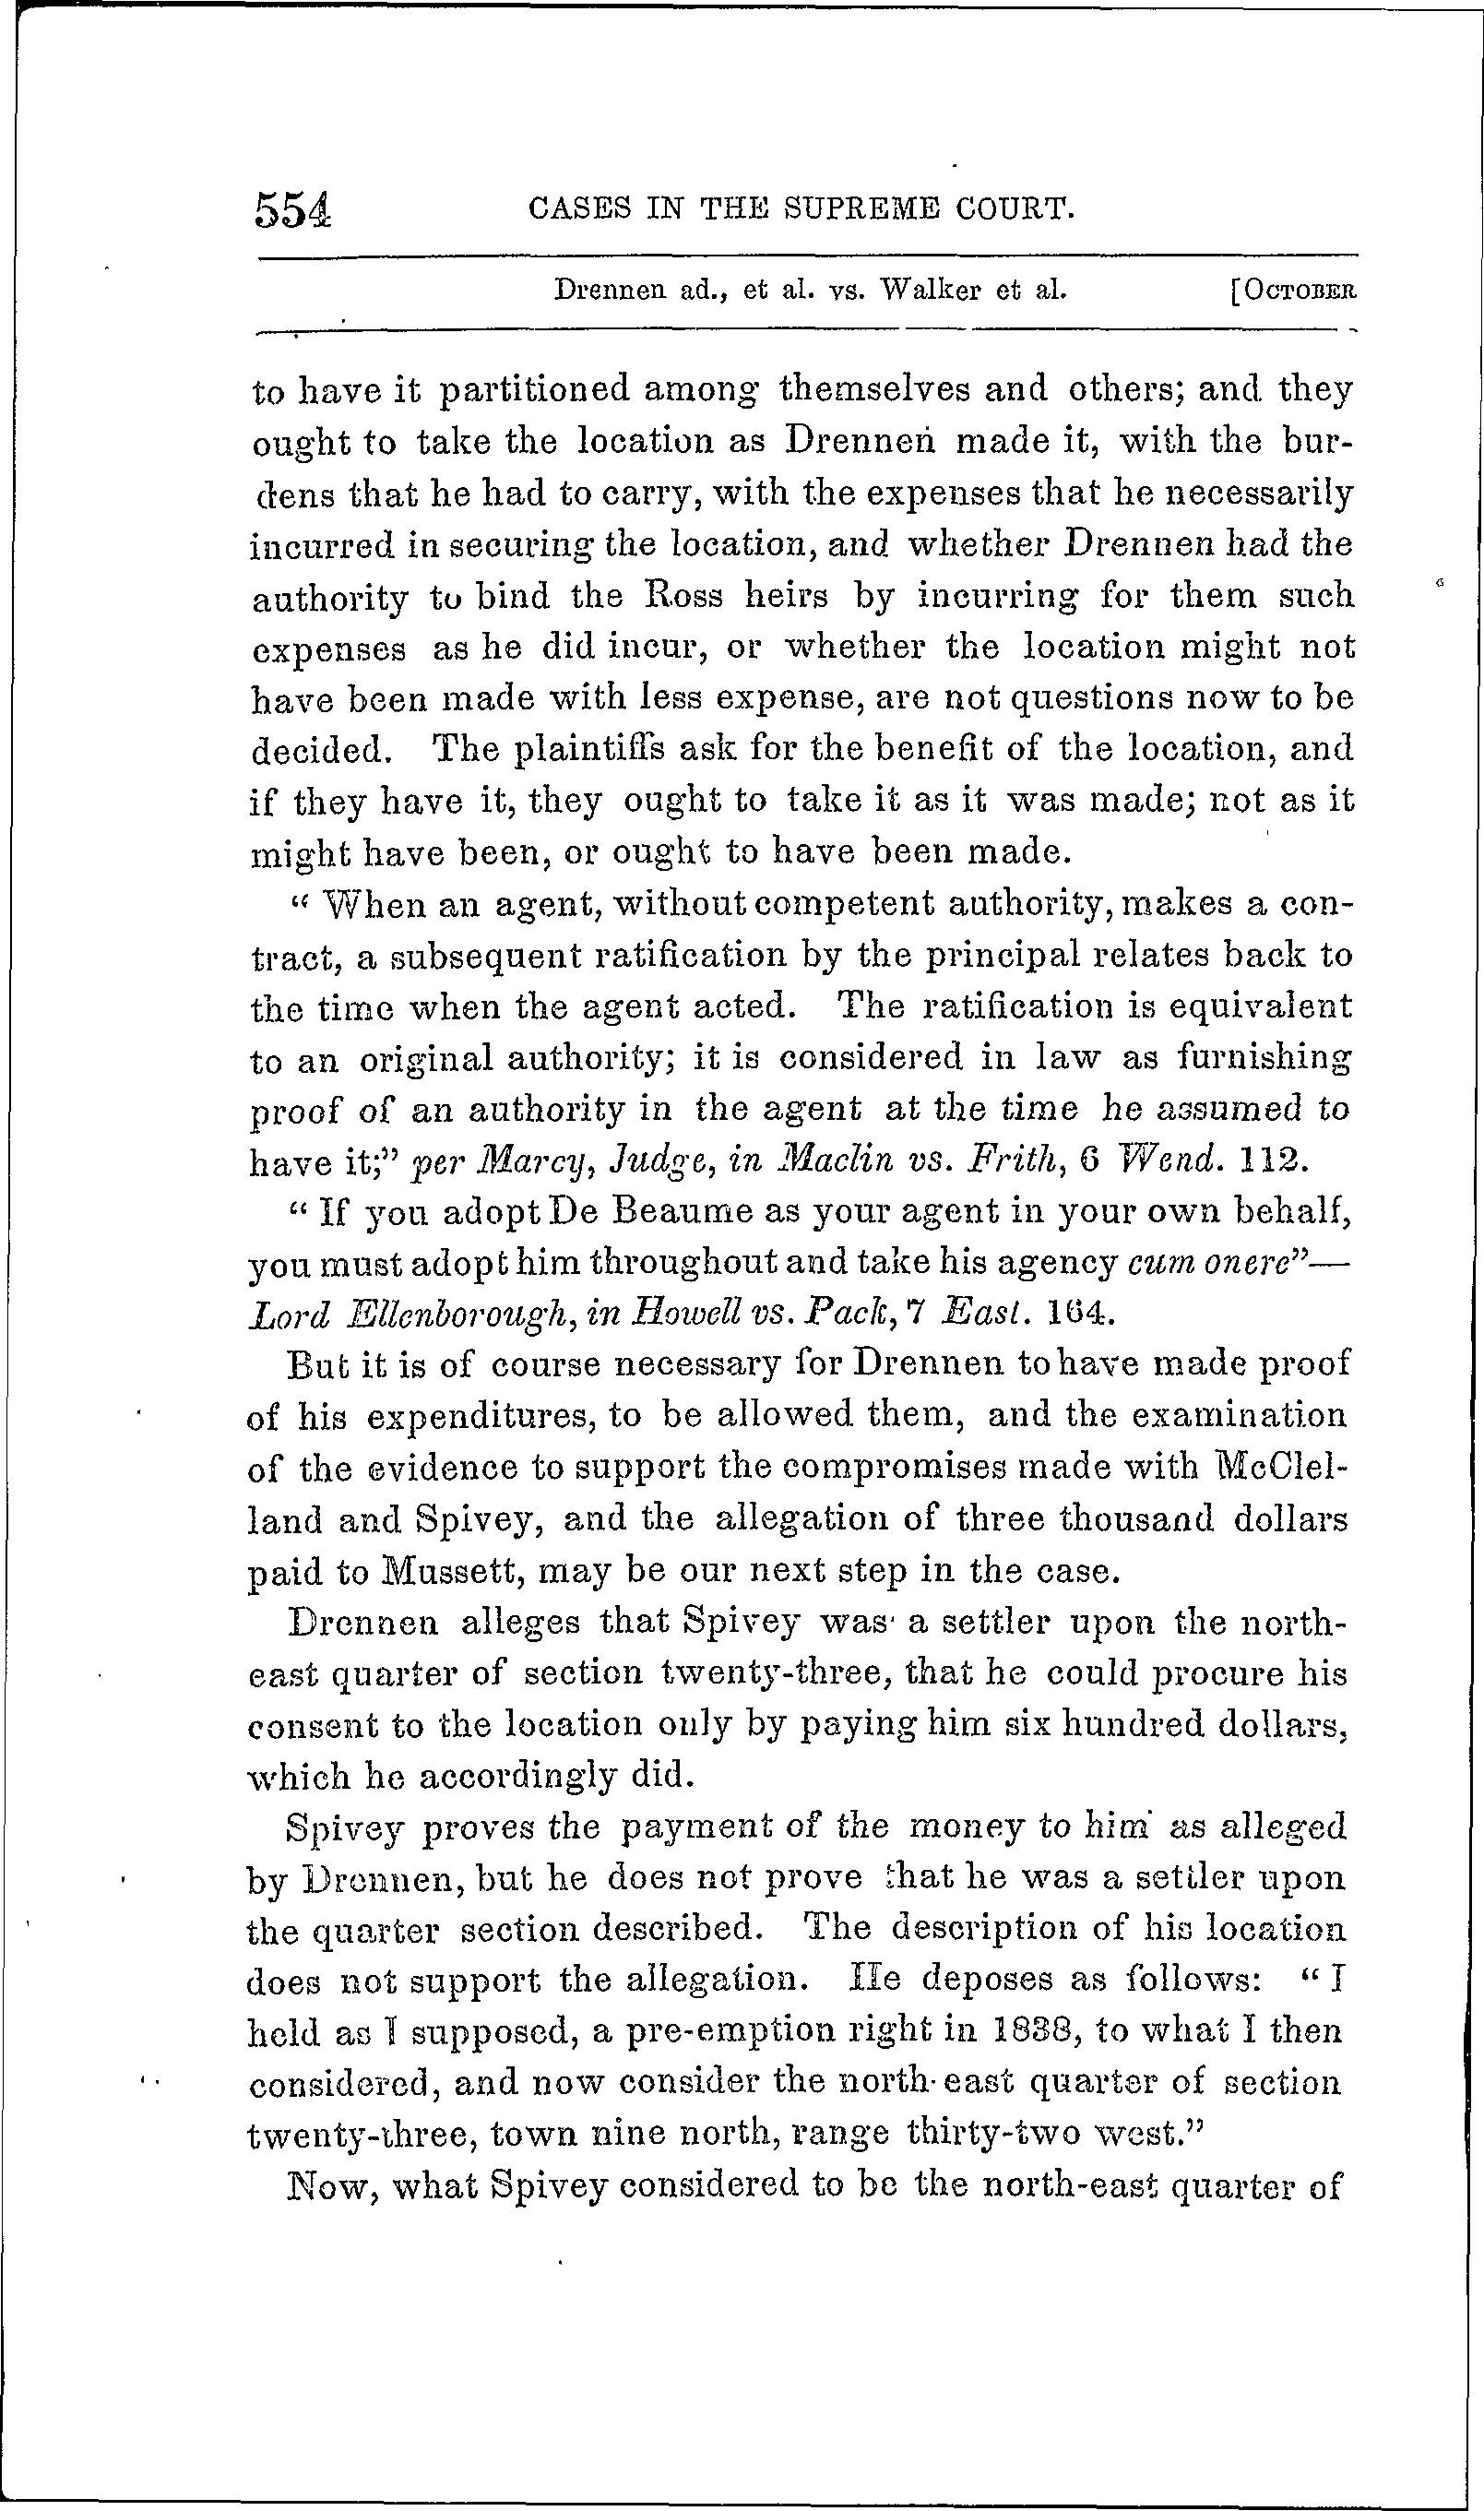 554 CASES IN THE SUPREME COURT.
Drennen ad., et al. vs. Walker et al. [OCTOBER
to have it partitioned among themselves and others; and they
ought to take the location as Drennen made it, with the bur-
dens that he had to carry, with the expenses that he necessarily
incurred in securing the location, and whether Drennen had the
authority to bind the Ross heirs by incurring for them such
expenses as he did incur, or whether the location might not
have been made with less expense, are not questions now to be
decided. The plaintiffs ask for the benefit of the location, and
if they have it, they ought to take it as it was made; not as it
might have been, or ought to have been made.
“ When an agent, without competent authority, makes a con-
tract, a subsequent ratification by the principal relates back to
the time when the agent acted. The ratification is equivalent
to an original authority; it is considered in law as furnishing
proof of an authority in the agent at the time he assumed to
have it;” per Marcy, Judge, in Maclin vs. Frith, 6 Wend. 112.
“ If you adopt De Beaume as your agent in your own behalf,
you must adopt him throughout and take his agency cum onere”—
Lord Ellenborough, in Howell vs. Pack, 7 East. 164.
But it is of course necessary for Drennen to have made proof
of his expenditures, to be allowed them, and the examination
of the evidence to support the compromises made with McClel-
land and Spivey, and the allegation of three thousand dollars
paid to Mussett, may be our next step in the case.
Drennen alleges that Spivey was a settler upon the north-
east quarter of section twenty-three, that he could procure his
consent to the location only by paying him six hundred dollars,
which he accordingly did.
Spivey proves the payment of the money to him as alleged
by Drennen, but he does not prove that he was a settler upon
the quarter section described. The description of his location
does not support the allegation. He deposes as follows: “ I
held as I supposed, a pre-emption right in 1838, to what I then
considered, and now consider the north-east quarter of section
twenty-three, town nine north, range thirty-two west.”
Now, what Spivey considered to be the north-east quarter of